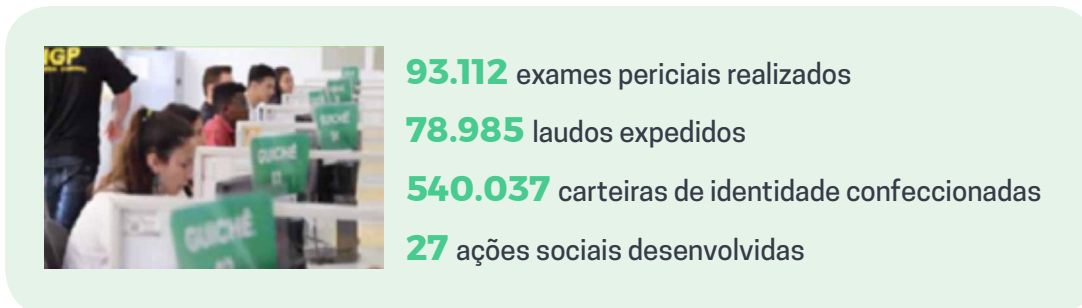 IGP
GUICHÊ
GUICHÊ
GUICHÊ
93.112 exames periciais realizados
78.985 laudos expedidos
540.037 carteiras de identidade confeccionadas
27 ações sociais desenvolvidas